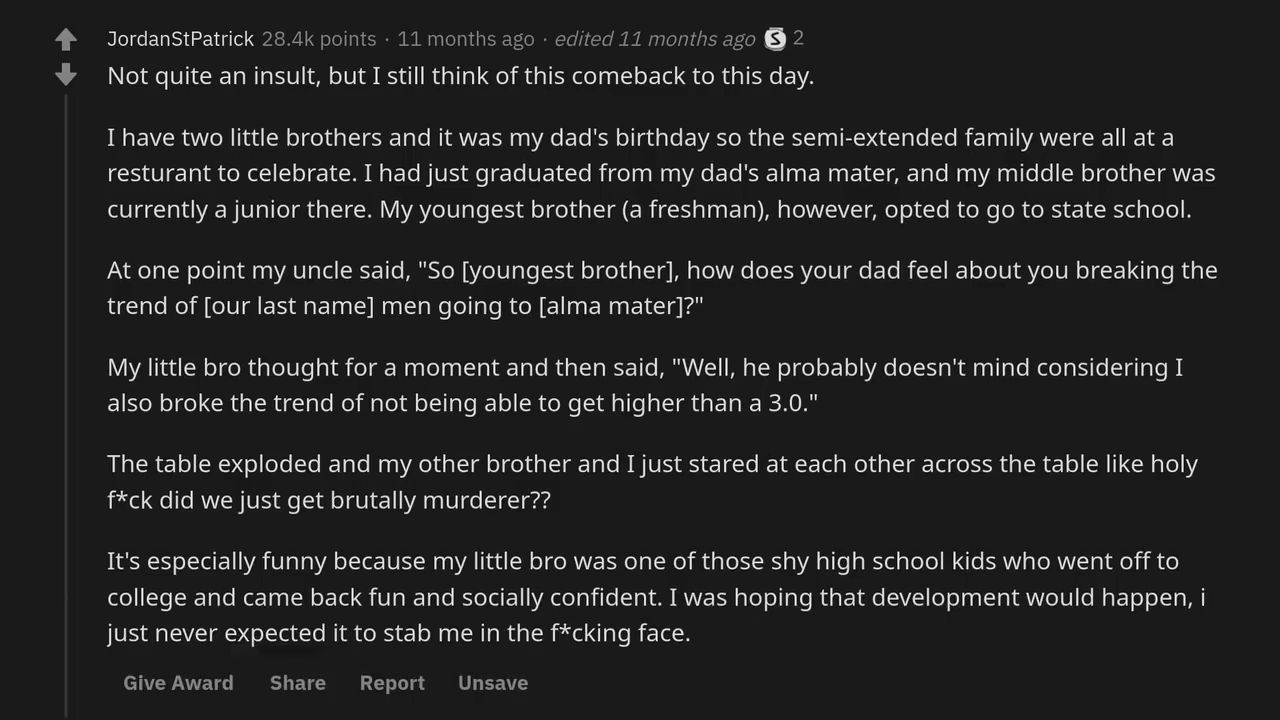 JordanStPatrick 28.4k points · 11 months ago · edited 11 months ago S 2
Not quite an insult, but I still think of this comeback to this day.
I have two little brothers and it was my dad's birthday so the semi-extended family were all at a
resturant to celebrate. I had just graduated from my dad's alma mater, and my middle brother was
currently a junior there. My youngest brother (a freshman), however, opted to go to state school.
At one point my uncle said, "So [youngest brother], how does your dad feel about you breaking the
trend of [our last name] men going to [alma mater]?"
My little bro thought for a moment and then said, "Well, he probably doesn't mind considering I
also broke the trend of not being able to get higher than a 3.0."
The table exploded and my other brother and I just stared at each other across the table like holy
f*ck did we just get brutally murderer??
It's especially funny because my little bro was one of those shy high school kids who went off to
college and came back fun and socially confident. I was hoping that development would happen, i
just never expected it to stab me in the f*cking face.
Give Award Share Report Unsave